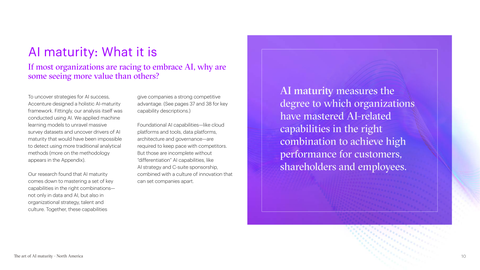 AI maturity: What it is
If most organizations are racing to embrace AI, why are
some seeing more value than others?
To uncover strategies for success,
Accenture designed a holistic AI-maturity
framework. Fittingly, our analysis itself was
conducted using AI. We applied machine
learning models to unravel massive
survey datasets and uncover drivers of AI
maturity that would have been impossible
to detect using more traditional analytical
methods (more on the methodology
appears in the Appendix).
Our research found that AI maturity
comes down to mastering a set of key
capabilities in the right combinations—
not only in data and AI, but also in
organizational strategy, talent and
culture. Together, these capabilities
give companies a strong competitive
advantage. (See pages 37 and 38 for key
capability descriptions.)
Foundational AI capabilities—like cloud
platforms and tools, data platforms,
architecture and governance—are
required to keep pace with competitors.
But those are incomplete without
"differentiation" AI capabilities, like
AI strategy and C-suite sponsorship,
combined with a culture of innovation that
can set companies apart.
AI maturity measures the
degree to which organizations
have mastered AI-related
capabilities in the right
combination to achieve high
performance for customers,
shareholders and employees.
The art of AI maturity - North America
10